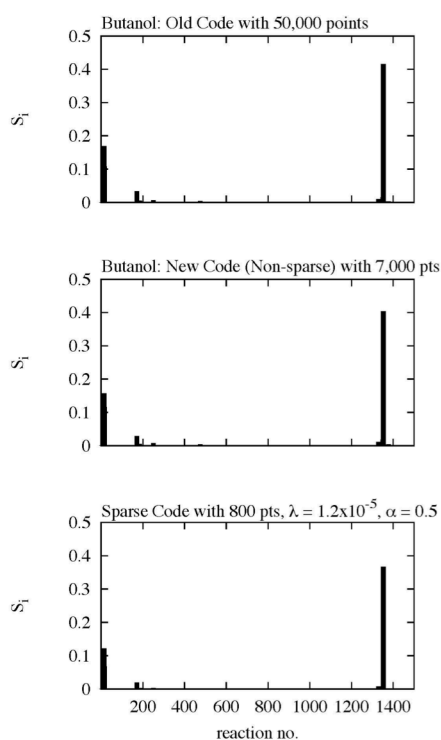 Butanol: Old Code with 50,000 points
0.5
0.4
0.3
0.2
0.1
0
S_i
Butanol: New Code (Non-sparse) with 7,000 pts
0.5
0.4
0.3
0.2
0.1
0
S_i
Sparse Code with 800 pts, λ = 1.2x10^-5, α = 0.5
0.5
0.4
0.3
0.2
0.1
0
S_i
200 400 600 800 1000 1200 1400
reaction no.